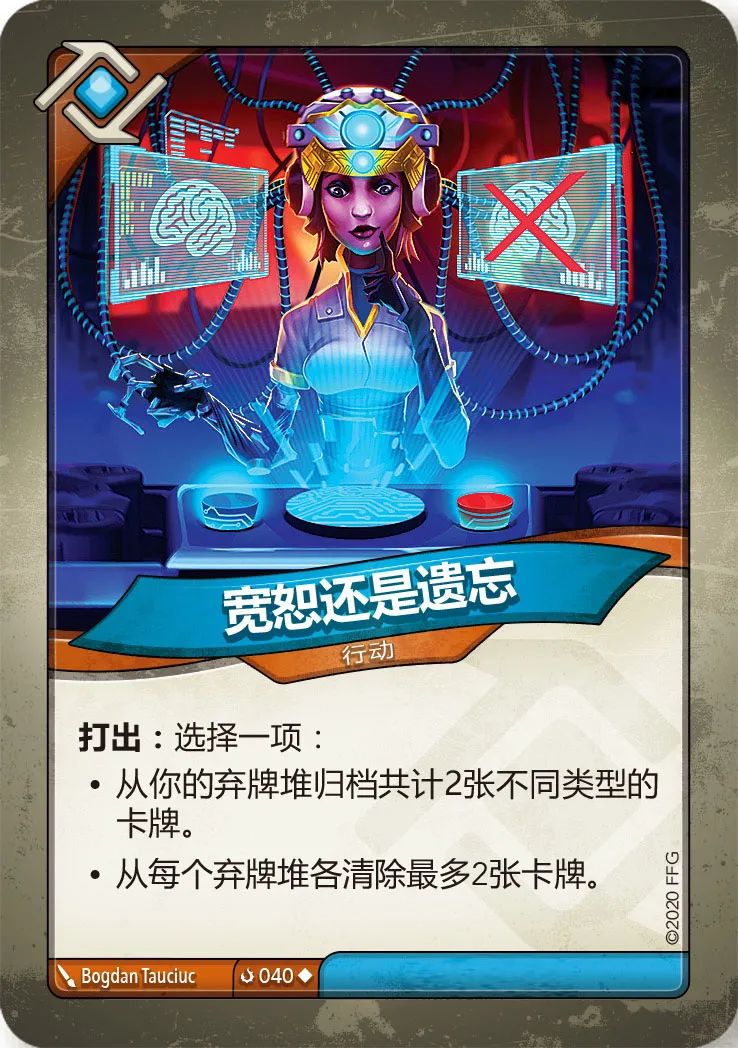 宽恕还是遗忘
行动
打出：选择一项：
• 从你的弃牌堆归档共计2张不同类型的
卡牌。
• 从每个弃牌堆各清除最多2张卡牌。
©2020 FFG
Bogdan Tauciuc
040